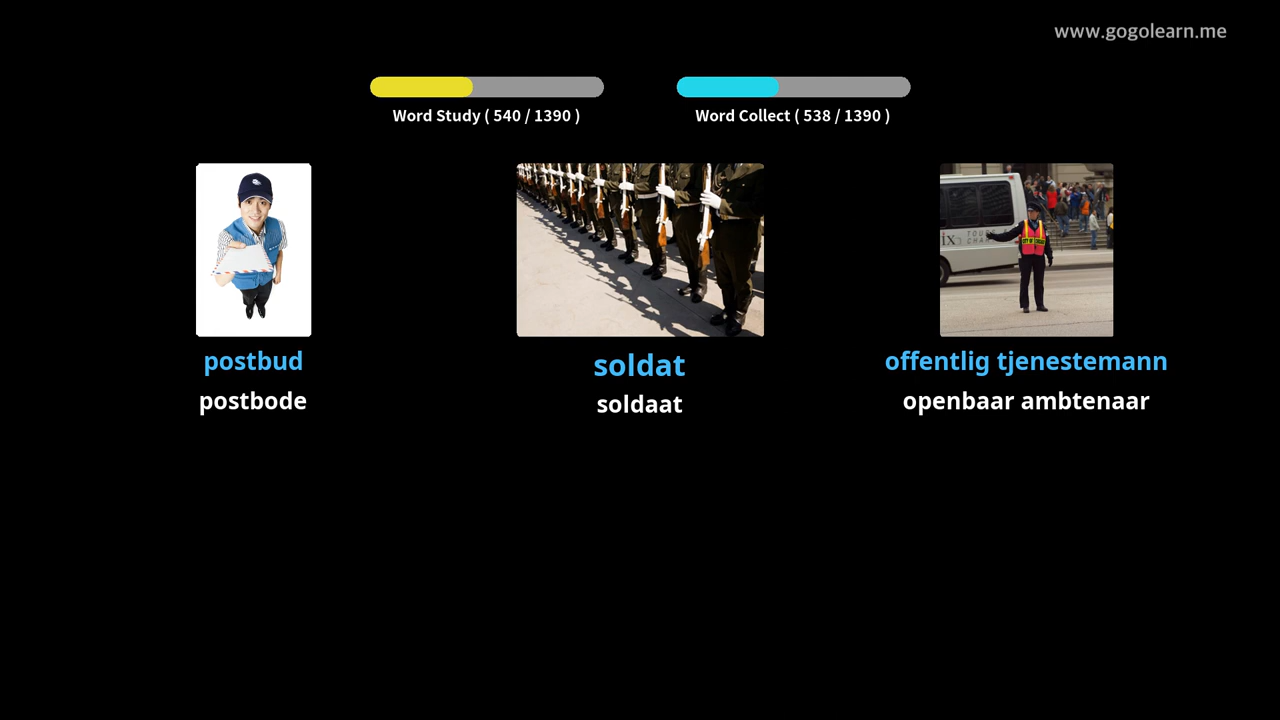 www.gogolearn.me
Word Study ( 540 / 1390 )
Word Collect ( 538 / 1390 )
postbud
soldat
offentlig tjenestemann
postbode
soldaat
openbaar ambtenaar